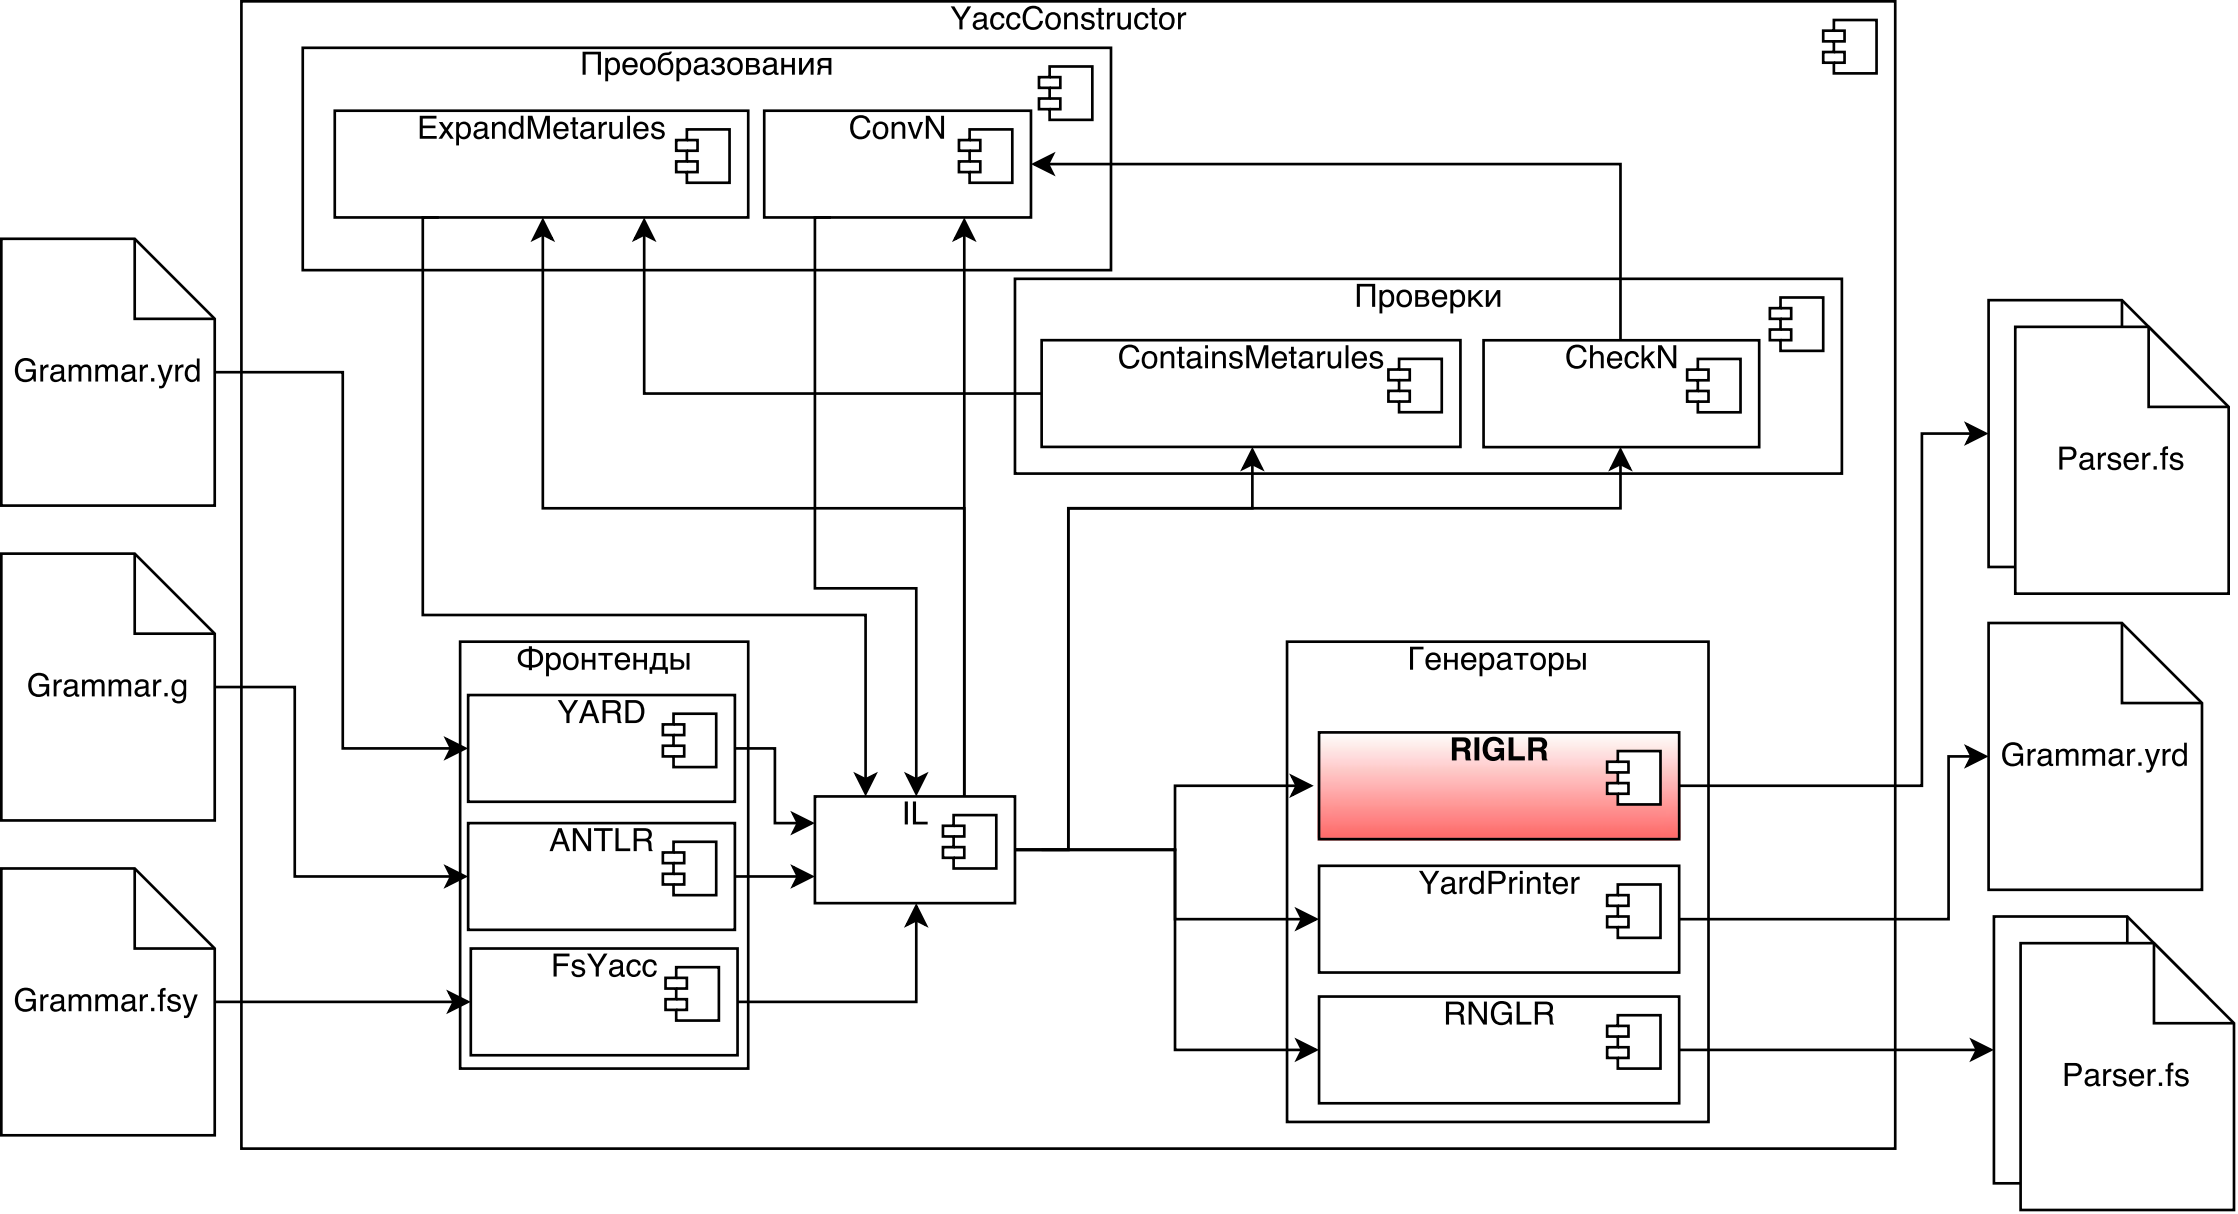 YaccConstructor
Преобразования
ExpandMetarules
ConvN
Проверки
ContainsMetarules
CheckN
Grammar.yrd
Grammar.g
Grammar.fsy
Фронтенды
YARD
ANTLR
FsYacc
IL
Генераторы
RIGLR
YardPrinter
RNGLR
Parser.fs
Grammar.yrd
Parser.fs